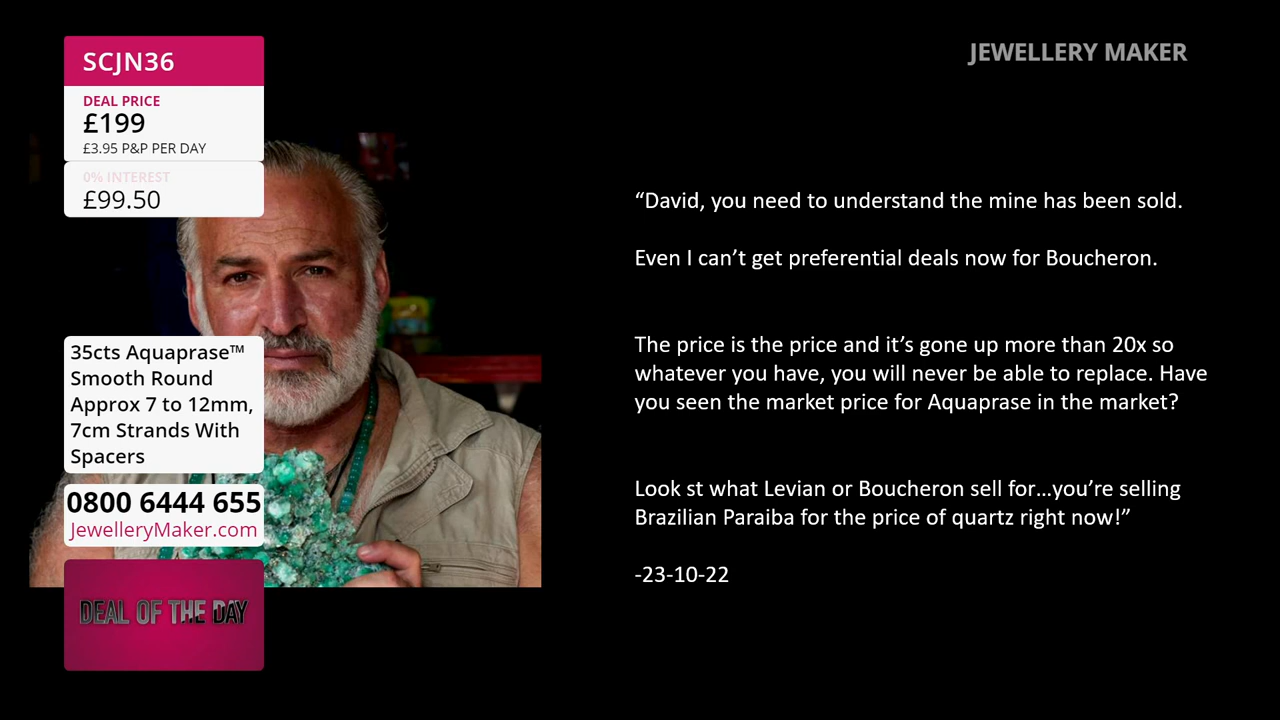 SCJN36
DEAL PRICE
£199
£3.95 P&P PER DAY
0% INTEREST
£99.50
35cts Aquaprase™
Smooth Round
Approx 7 to 12mm,
7cm Strands With
Spacers
0800 6444 655
JewelleryMaker.com
DEAL OF THE DAY
JEWELLERY MAKER
“David, you need to understand the mine has been sold.
Even I can’t get preferential deals now for Boucheron.
The price is the price and it’s gone up more than 20x so
whatever you have, you will never be able to replace. Have
you seen the market price for Aquaprase in the market?
Look st what Levian or Boucheron sell for…you’re selling
Brazilian Paraiba for the price of quartz right now!”
-23-10-22